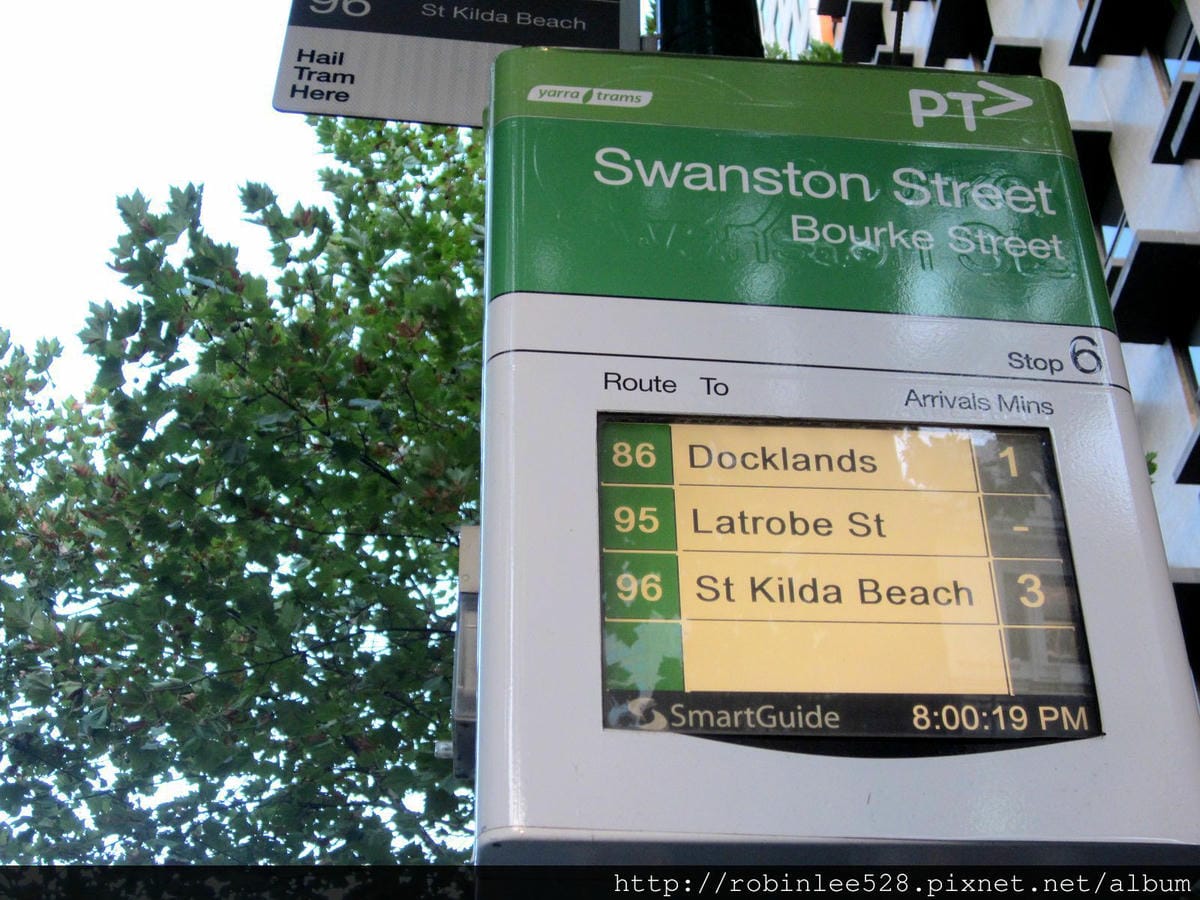 96 St Kilda Beach
Hail
Tram
Here
yarra trams
PT>
Swanston Street
Bourke Street
Stop 6
Route To Arrivals Mins
86 Docklands 1
95 Latrobe St -
96 St Kilda Beach 3
SmartGuide 8:00:19 PM
http://robinlee528.pixnet.net/album